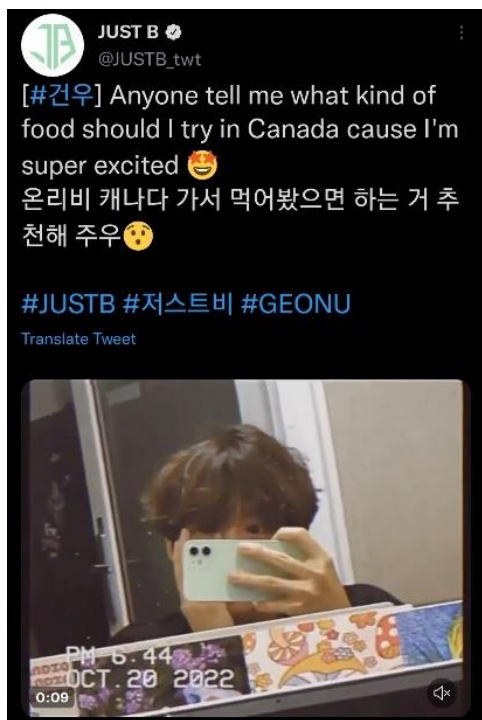 JUST B
@JUSTB_twt
[#건우] Anyone tell me what kind of
food should I try in Canada cause I'm
super excited 🤩
온리비 캐나다 가서 먹어봤으면 하는 거 추
천해 주우😯
#JUSTB #저스트비 #GEONU
Translate Tweet
PM 6:44
OCT.20 2022
0:09